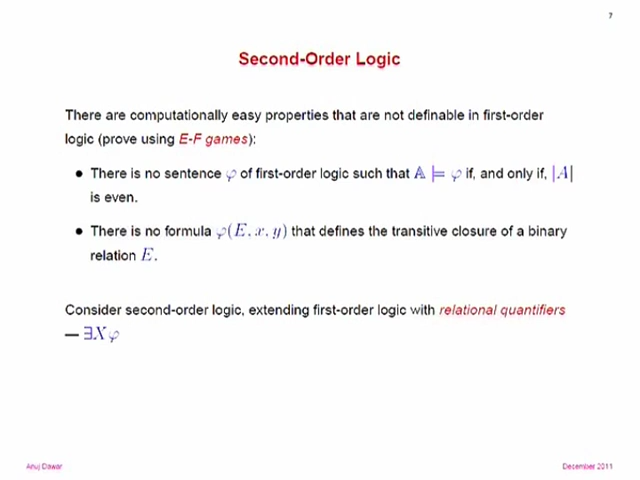 7
Second-Order Logic
There are computationally easy properties that are not definable in first-order
logic (prove using E-F games):
• There is no sentence φ of first-order logic such that 𝔸 ⊨ φ if, and only if, |A|
is even.
• There is no formula φ(E, x, y) that defines the transitive closure of a binary
relation E.
Consider second-order logic, extending first-order logic with relational quantifiers
— ∃Xφ
Anuj Dawar
December 2011